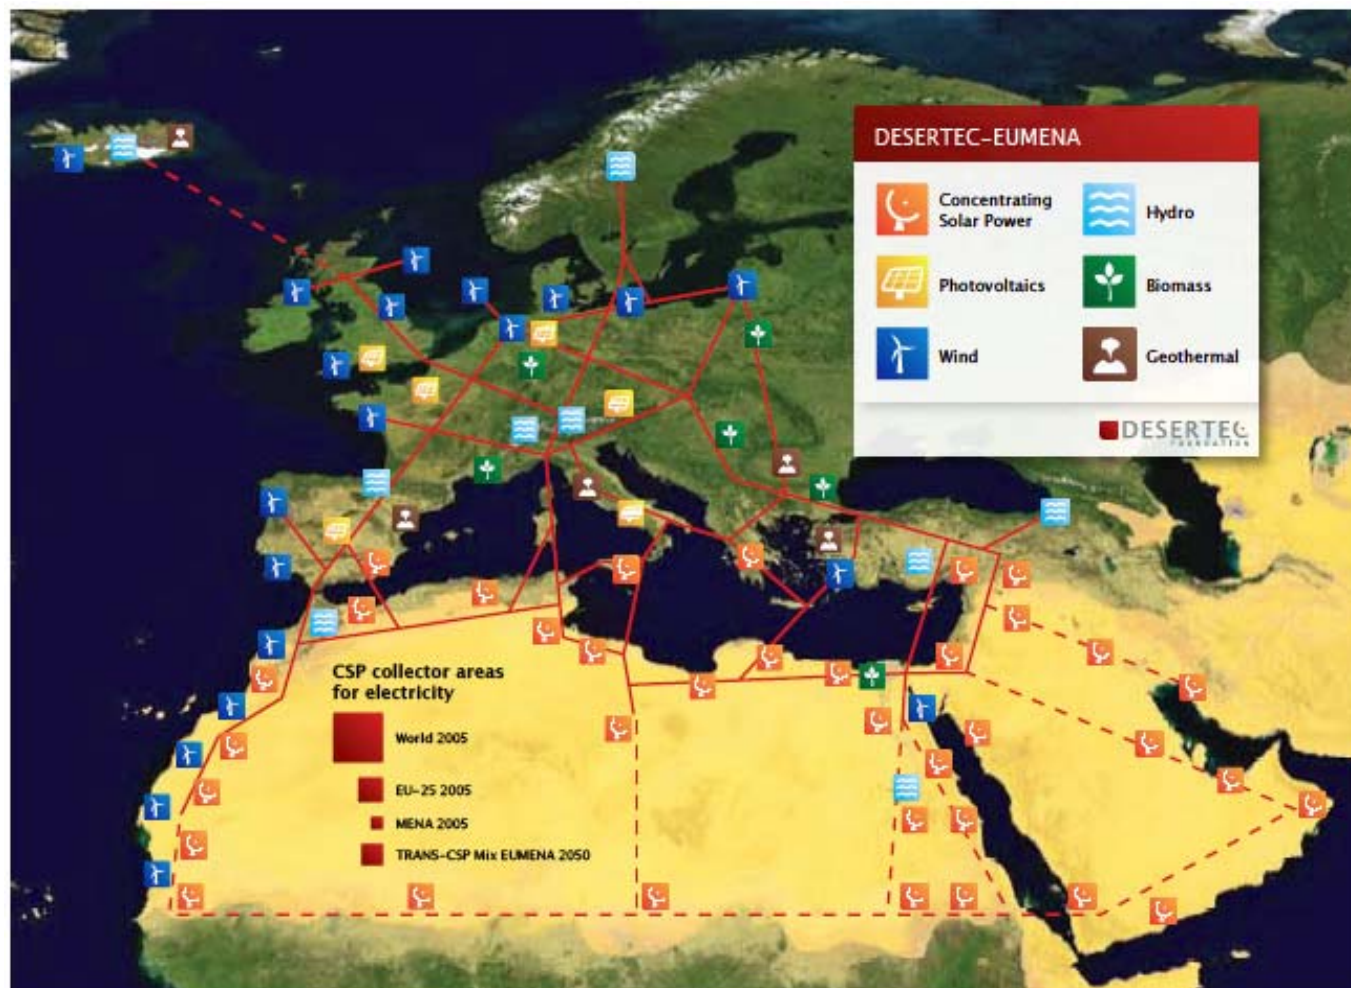 DESERTEC–EUMENA
Concentrating
Solar Power
Hydro
Photovoltaics
Biomass
Wind
Geothermal
DESERTEC
FOUNDATION
CSP collector areas
for electricity
World 2005
EU–25 2005
MENA 2005
TRANS–CSP Mix EUMENA 2050